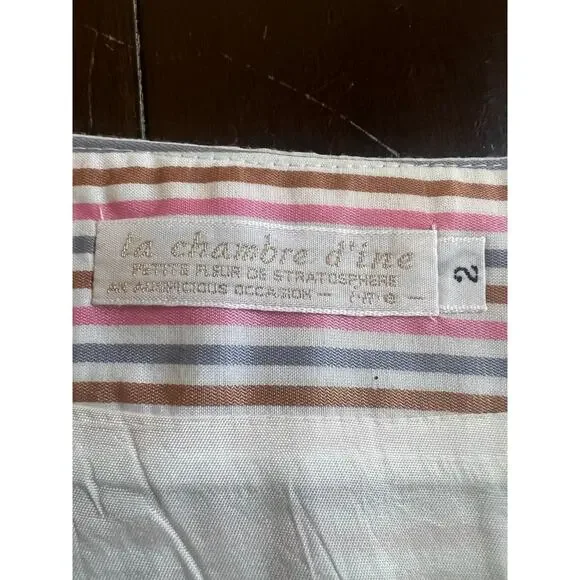 la chambre d'ine
PETITE FLEUR DE STRATOSPHERE
AN AUSPICIOUS OCCASION —
2